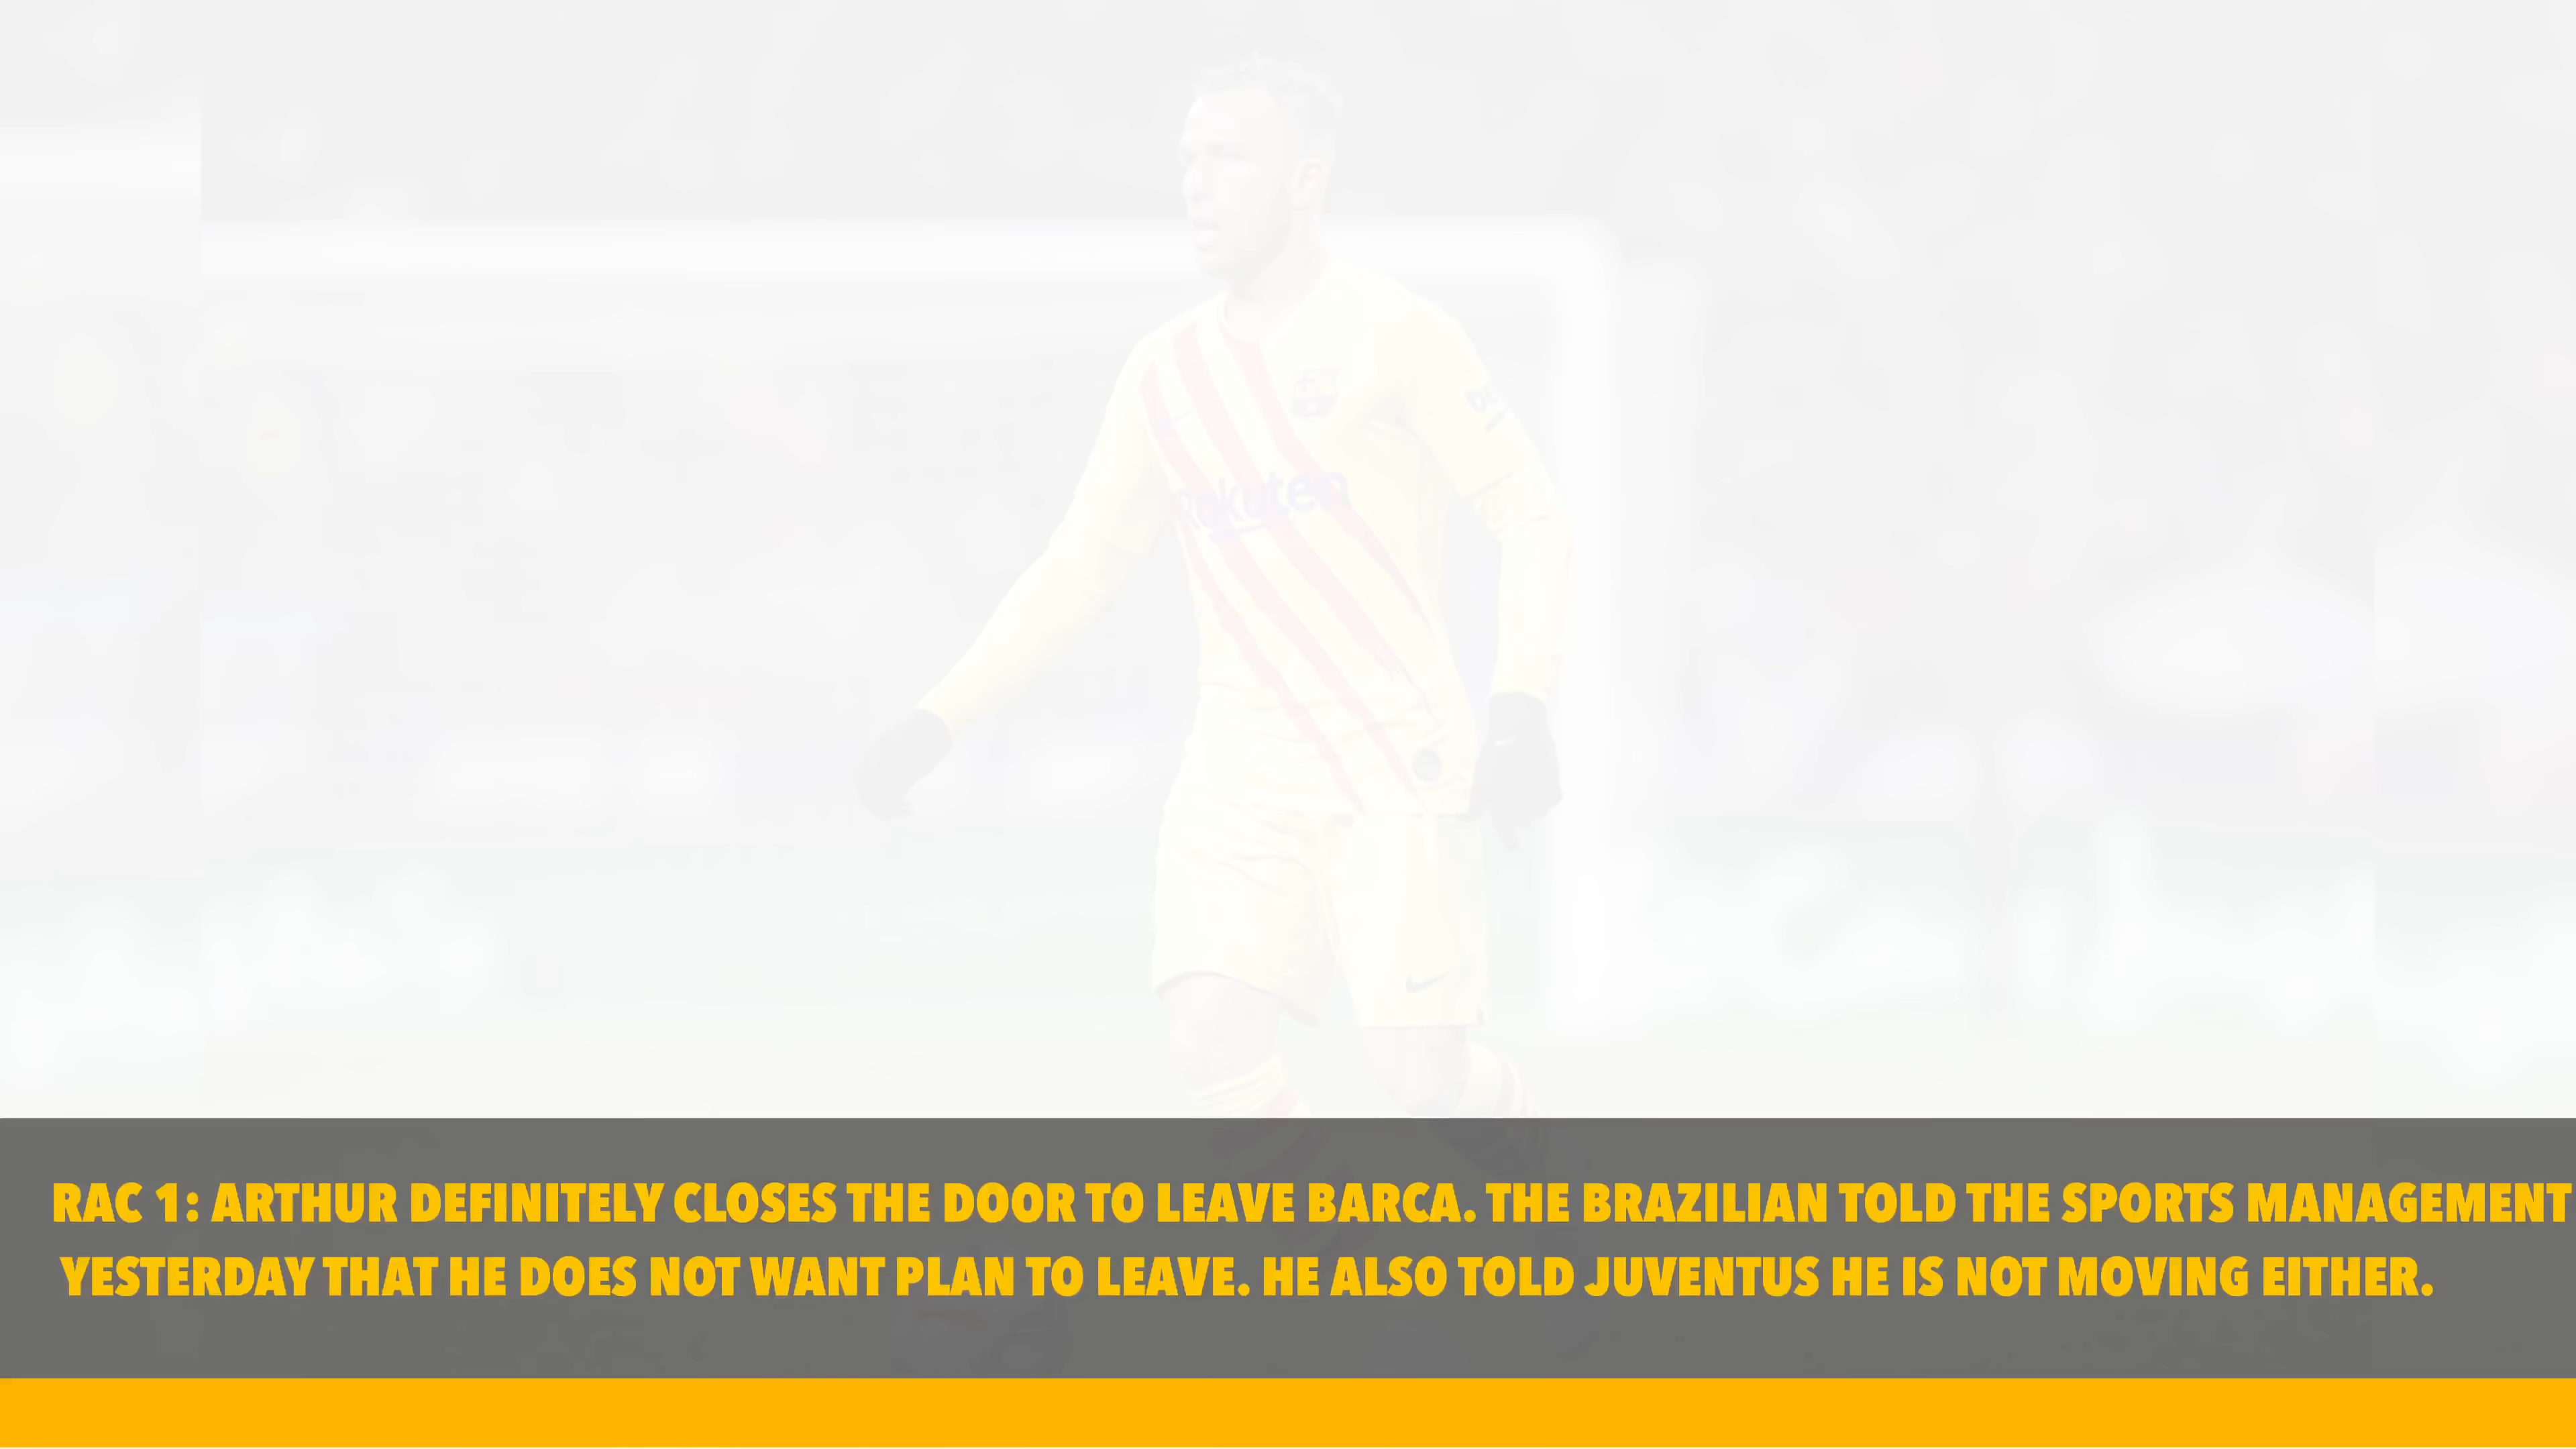 Rakuten
RAC 1: ARTHUR DEFINITELY CLOSES THE DOOR TO LEAVE BARCA. THE BRAZILIAN TOLD THE SPORTS MANAGEMENT
YESTERDAY THAT HE DOES NOT WANT PLAN TO LEAVE. HE ALSO TOLD JUVENTUS HE IS NOT MOVING EITHER.